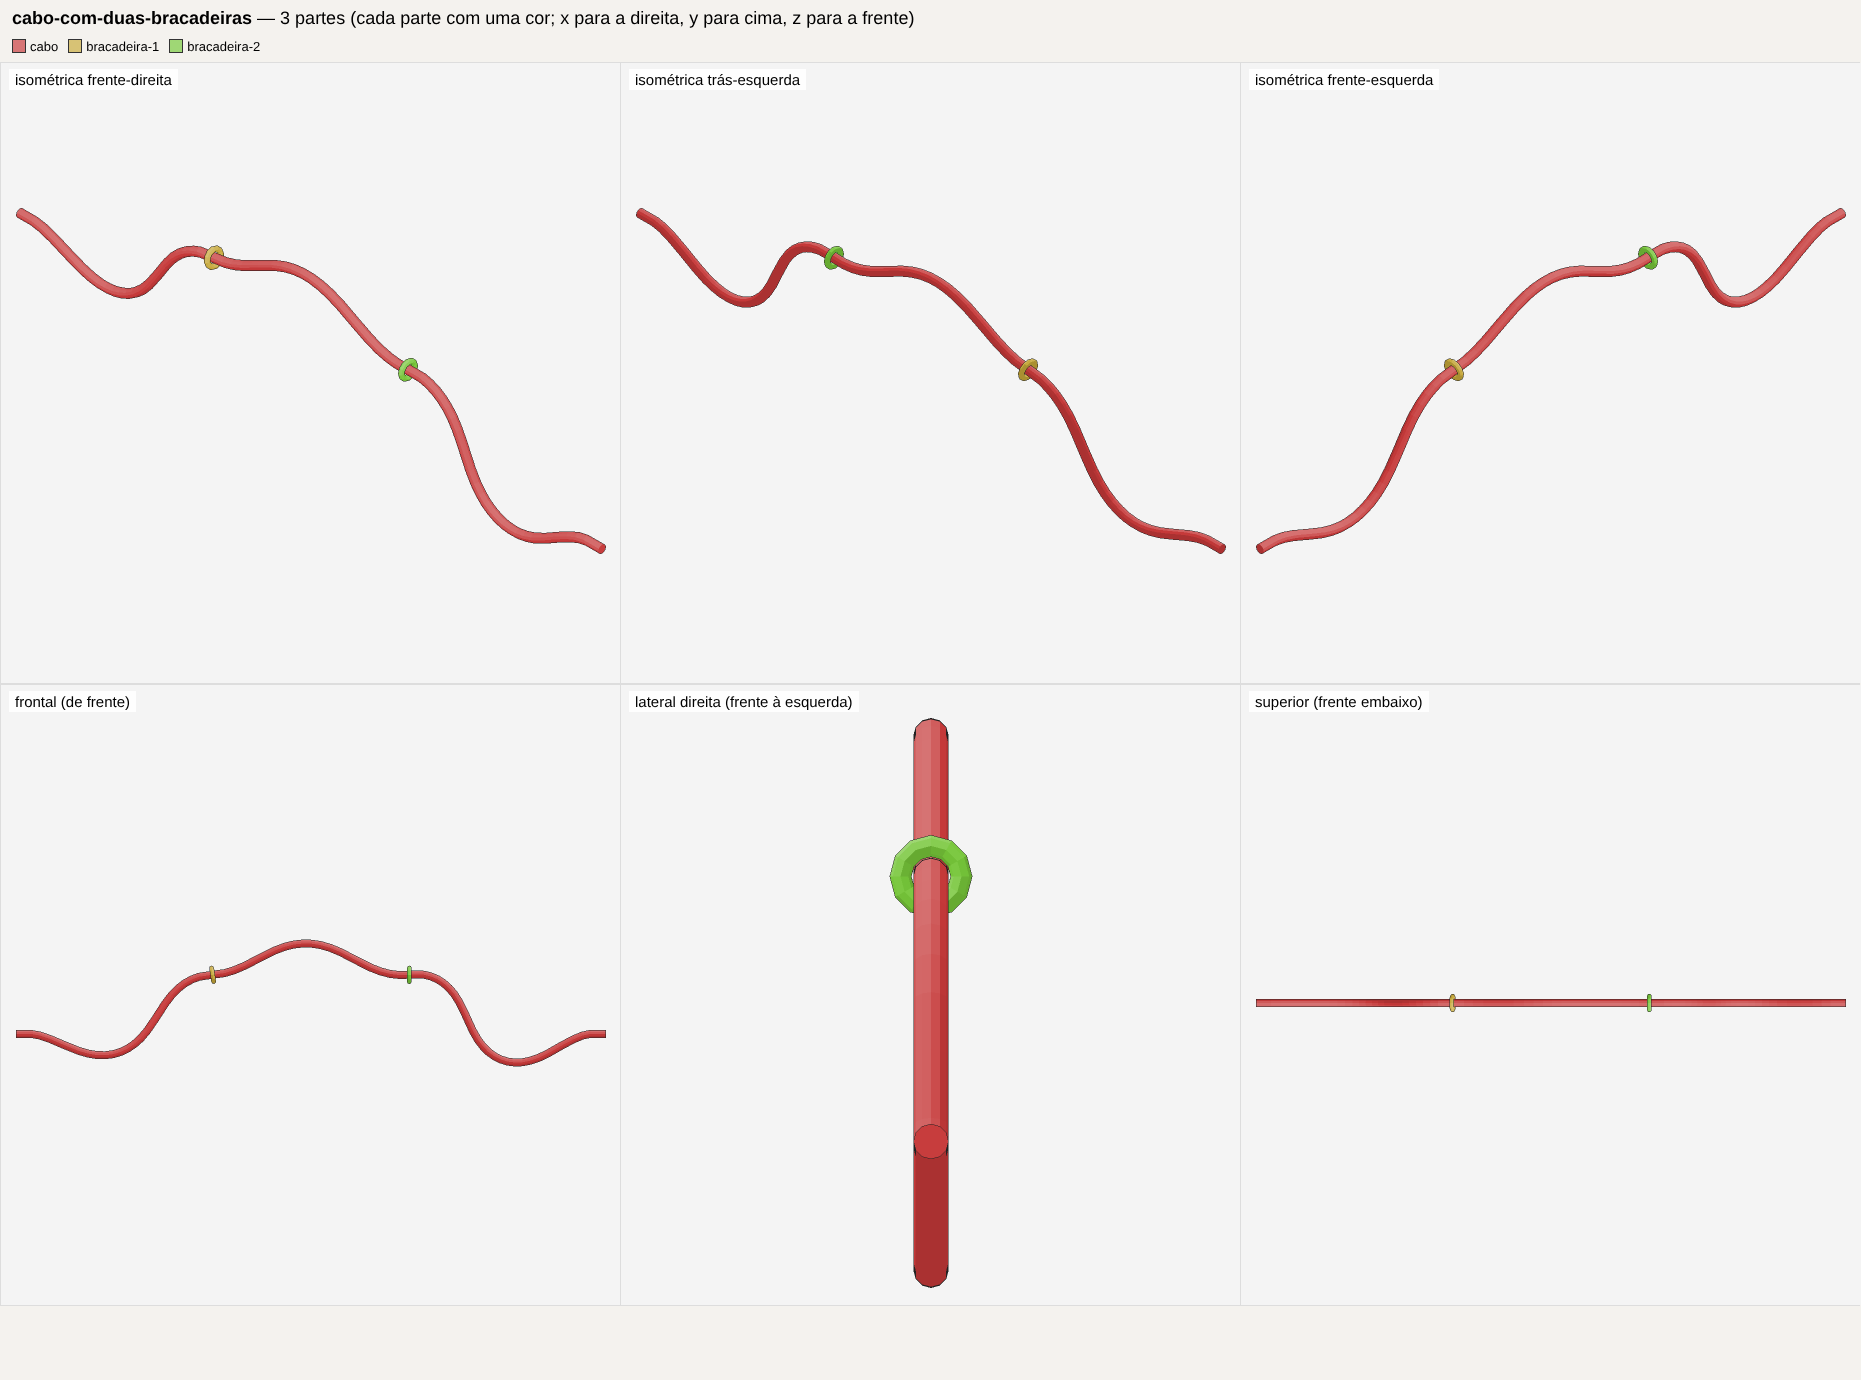 cabo-com-duas-bracadeiras — 3 partes (cada parte com uma cor; x para a direita, y para cima, z para a frente)
cabo bracadeira-1 bracadeira-2
isométrica frente-direita
isométrica trás-esquerda
isométrica frente-esquerda
frontal (de frente)
lateral direita (frente à esquerda)
superior (frente embaixo)